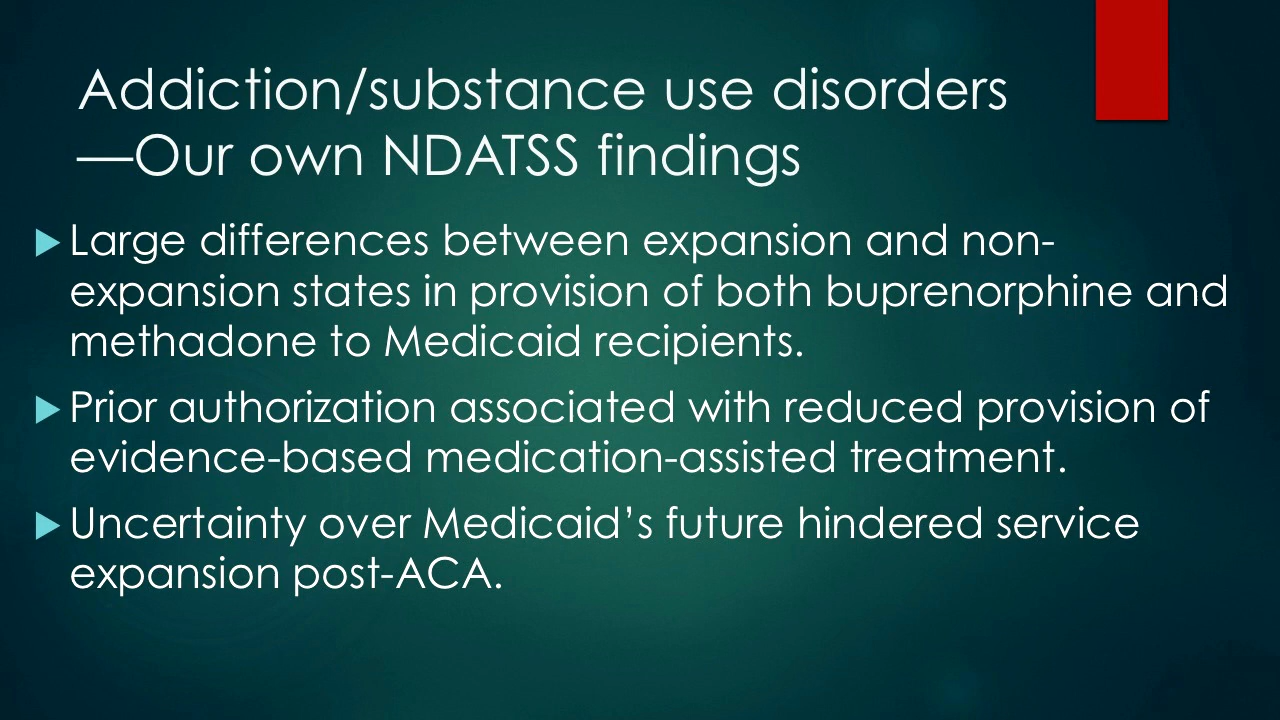 Addiction/substance use disorders
—Our own NDATSS findings
Large differences between expansion and non-
expansion states in provision of both buprenorphine and
methadone to Medicaid recipients.
Prior authorization associated with reduced provision of
evidence-based medication-assisted treatment.
Uncertainty over Medicaid’s future hindered service
expansion post-ACA.